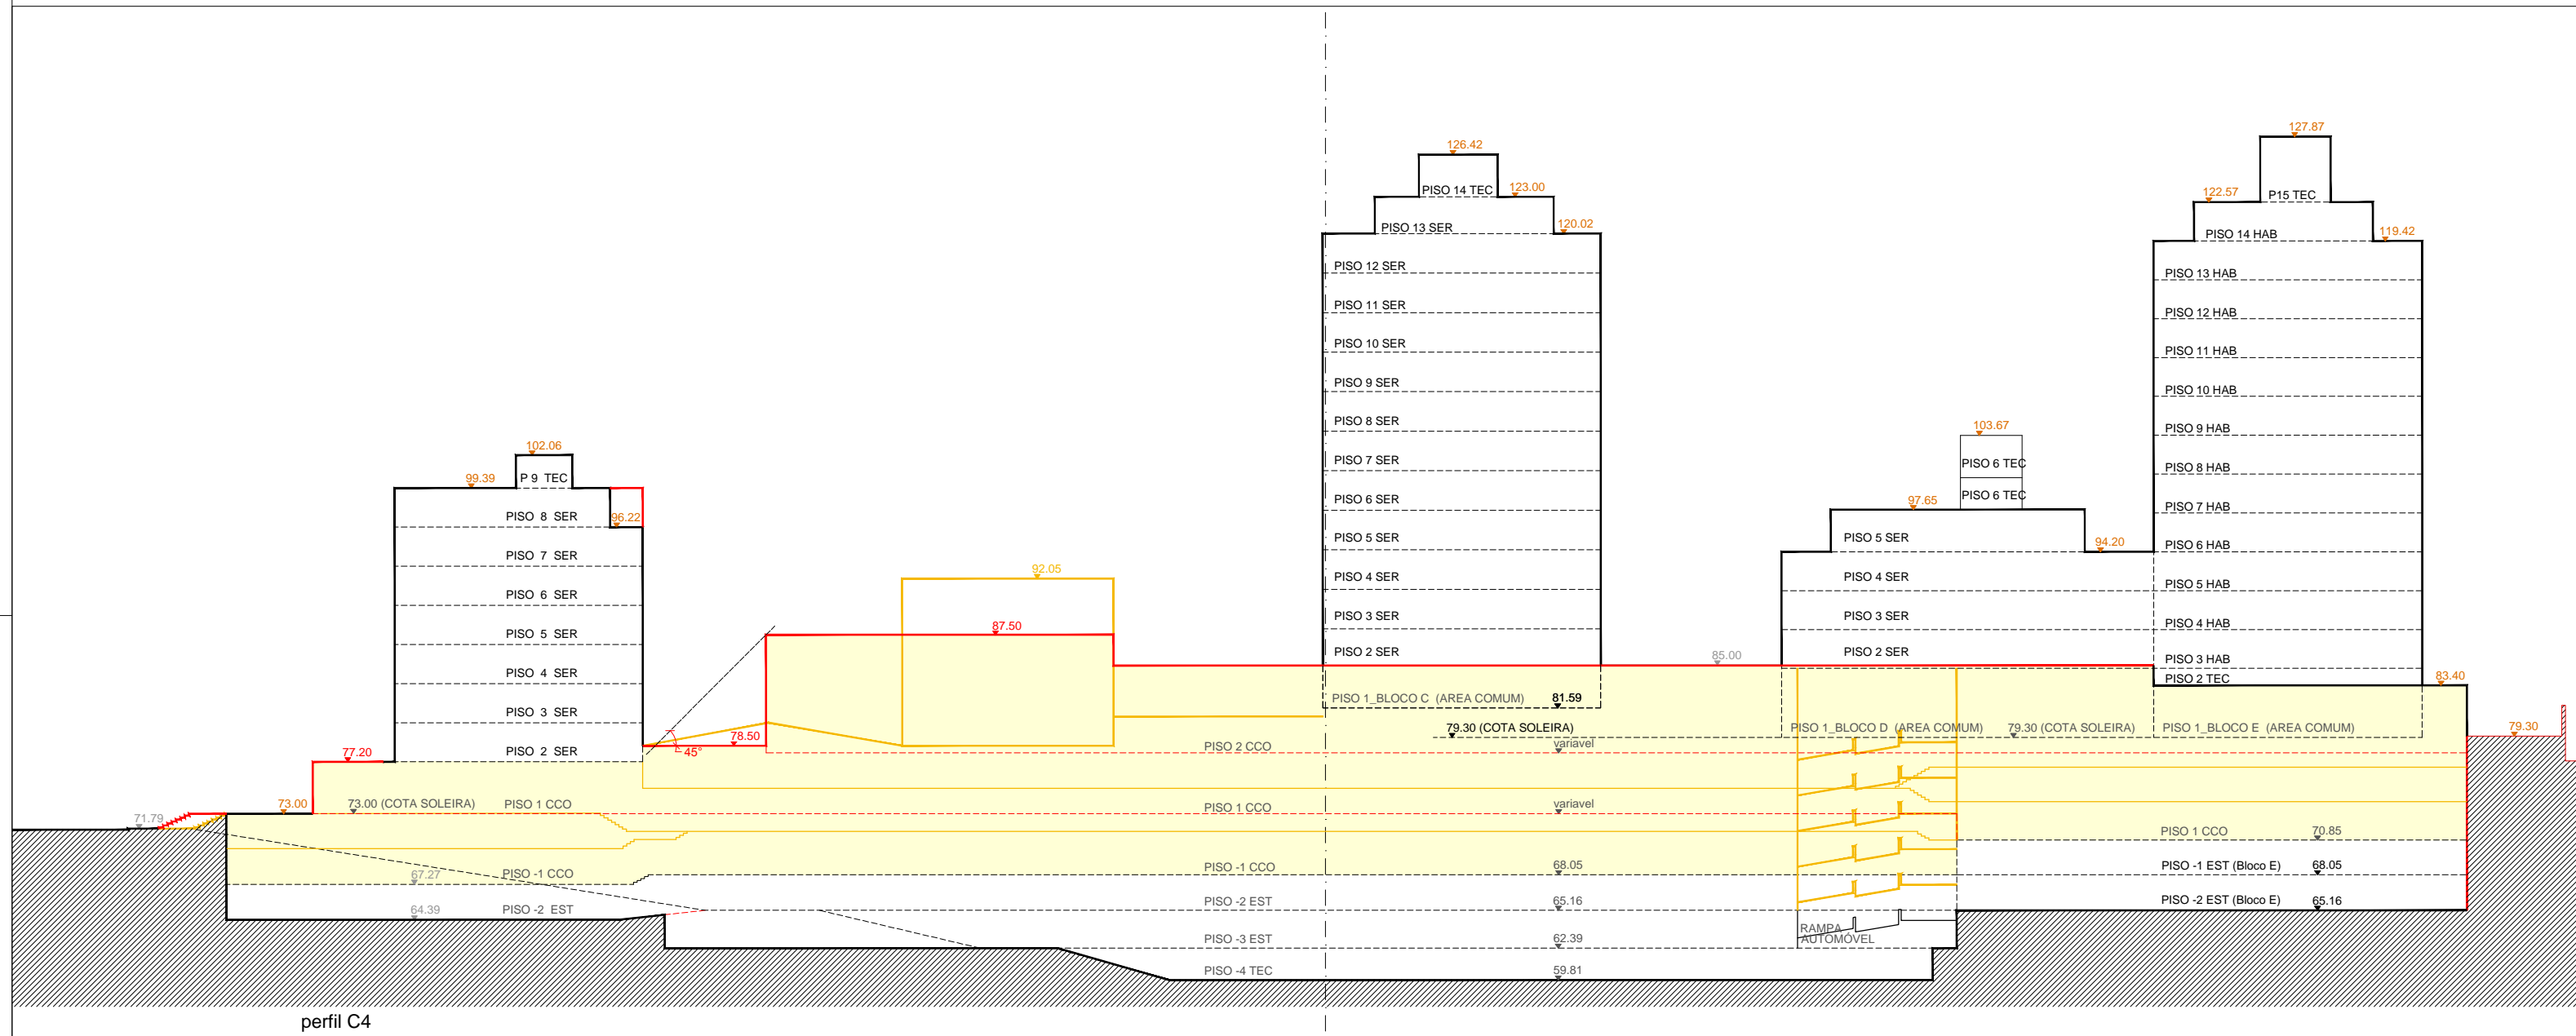 127.87
126.42
PISO 14 TEC
123.00
122.57
P15 TEC
120.02
PISO 13 SER
PISO 14 HAB
119.42
PISO 12 SER
PISO 13 HAB
PISO 11 SER
PISO 12 HAB
PISO 10 SER
PISO 11 HAB
PISO 9 SER
PISO 10 HAB
PISO 8 SER
103.67
PISO 9 HAB
102.06
PISO 7 SER
PISO 6 TEC
PISO 8 HAB
99.39
P 9 TEC
PISO 6 SER
PISO 6 TEC
97.65
PISO 7 HAB
PISO 8 SER
96.22
PISO 5 SER
PISO 5 SER
94.20
PISO 6 HAB
PISO 7 SER
92.05
PISO 4 SER
PISO 4 SER
PISO 5 HAB
PISO 6 SER
PISO 3 SER
PISO 3 SER
PISO 4 HAB
PISO 5 SER
87.50
PISO 2 SER
85.00
PISO 2 SER
PISO 3 HAB
PISO 4 SER
PISO 2 TEC
83.40
PISO 3 SER
PISO 1_BLOCO C (AREA COMUM)
81.59
79.30 (COTA SOLEIRA)
PISO 1_BLOCO D (AREA COMUM)
79.30 (COTA SOLEIRA)
PISO 1_BLOCO E (AREA COMUM)
79.30
78.50
45°
PISO 2 SER
77.20
PISO 2 CCO
variavel
73.00
73.00 (COTA SOLEIRA)
PISO 1 CCO
PISO 1 CCO
variavel
71.79
PISO 1 CCO
70.85
67.27
PISO -1 CCO
PISO -1 CCO
68.05
PISO -1 EST (Bloco E)
68.05
64.39
PISO -2 EST
PISO -2 EST
65.16
PISO -2 EST (Bloco E)
65.16
RAMPA
AUTOMÓVEL
PISO -3 EST
62.39
PISO -4 TEC
59.81
perfil C4